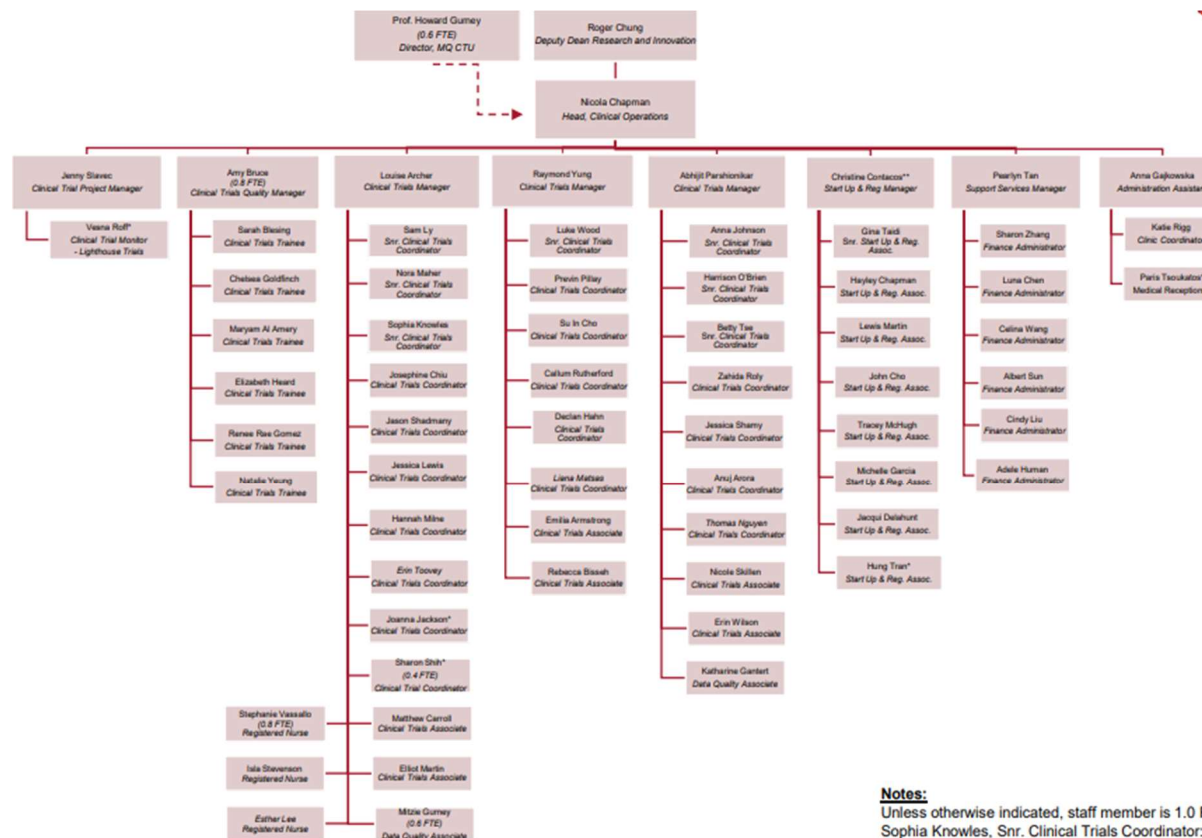 Prof. Howard Gurney
(0.6 FTE)
Director, MQ CTU
Roger Chung
Deputy Dean Research and Innovation
Nicola Chapman
Head, Clinical Operations
Jenny Slavec
Clinical Trial Project Manager
Vesna Roff*
Clinical Trial Monitor
- Lighthouse Trials
Amy Bruce
(0.8 FTE)
Clinical Trials Quality Manager
Sarah Blesing
Clinical Trials Trainee
Chelsea Goldfinch
Clinical Trials Trainee
Maryam Al Amery
Clinical Trials Trainee
Elizabeth Heard
Clinical Trials Trainee
Renee Rae Gomez
Clinical Trials Trainee
Natalie Yeung
Clinical Trials Trainee
Louise Archer
Clinical Trials Manager
Sam Ly
Snr. Clinical Trials
Coordinator
Nora Maher
Snr. Clinical Trials
Coordinator
Sophia Knowles
Snr. Clinical Trials
Coordinator
Josephine Chiu
Clinical Trials Coordinator
Jason Shadmany
Clinical Trials Coordinator
Jessica Lewis
Clinical Trials Coordinator
Hannah Milne
Clinical Trials Coordinator
Erin Toovey
Clinical Trials Coordinator
Joanna Jackson*
Clinical Trials Coordinator
Sharon Shih*
(0.4 FTE)
Clinical Trial Coordinator
Stephanie Vassallo
(0.8 FTE)
Registered Nurse
Matthew Carroll
Clinical Trials Associate
Isla Stevenson
Registered Nurse
Elliot Martin
Clinical Trials Associate
Esther Lee
Registered Nurse
Mitzie Gurney
(0.6 FTE)
Data Quality Associate
Raymond Yung
Clinical Trials Manager
Luke Wood
Snr. Clinical Trials
Coordinator
Previn Pillay
Clinical Trials Coordinator
Su In Cho
Clinical Trials Coordinator
Callum Rutherford
Clinical Trials Coordinator
Declan Hahn
Clinical Trials
Coordinator
Liana Matsas
Clinical Trials Coordinator
Emilia Armstrong
Clinical Trials Associate
Rebecca Bisseh
Clinical Trials Associate
Abhijit Parshionikar
Clinical Trials Manager
Anna Johnson
Snr. Clinical Trials
Coordinator
Harrison O'Brien
Snr. Clinical Trials
Coordinator
Betty Tse
Snr. Clinical Trials
Coordinator
Zahida Roly
Clinical Trials Coordinator
Jessica Shamy
Clinical Trials Coordinator
Anuj Arora
Clinical Trials Coordinator
Thomas Nguyen
Clinical Trials Coordinator
Nicole Skillen
Clinical Trials Associate
Erin Wilson
Clinical Trials Associate
Katharine Gantert
Data Quality Associate
Christine Contacos**
Start Up & Reg Manager
Gina Taidi
Snr. Start Up & Reg.
Assoc.
Hayley Chapman
Start Up & Reg. Assoc.
Lewis Martin
Start Up & Reg. Assoc.
John Cho
Start Up & Reg. Assoc.
Tracey McHugh
Start Up & Reg. Assoc.
Michelle Garcia
Start Up & Reg. Assoc.
Jacqui Delahunt
Start Up & Reg. Assoc.
Hung Tran*
Start Up & Reg. Assoc.
Pearlyn Tan
Support Services Manager
Sharon Zhang
Finance Administrator
Luna Chen
Finance Administrator
Celina Wang
Finance Administrator
Albert Sun
Finance Administrator
Cindy Liu
Finance Administrator
Adele Human
Finance Administrator
Anna Gajkowska
Administration Assistan
Katie Rigg
Clinic Coordinato
Paris Tsoukatos*
Medical Reception
Notes:
Unless otherwise indicated, staff member is 1.0
Sophia Knowles, Snr. Clinical Trials Coordinator